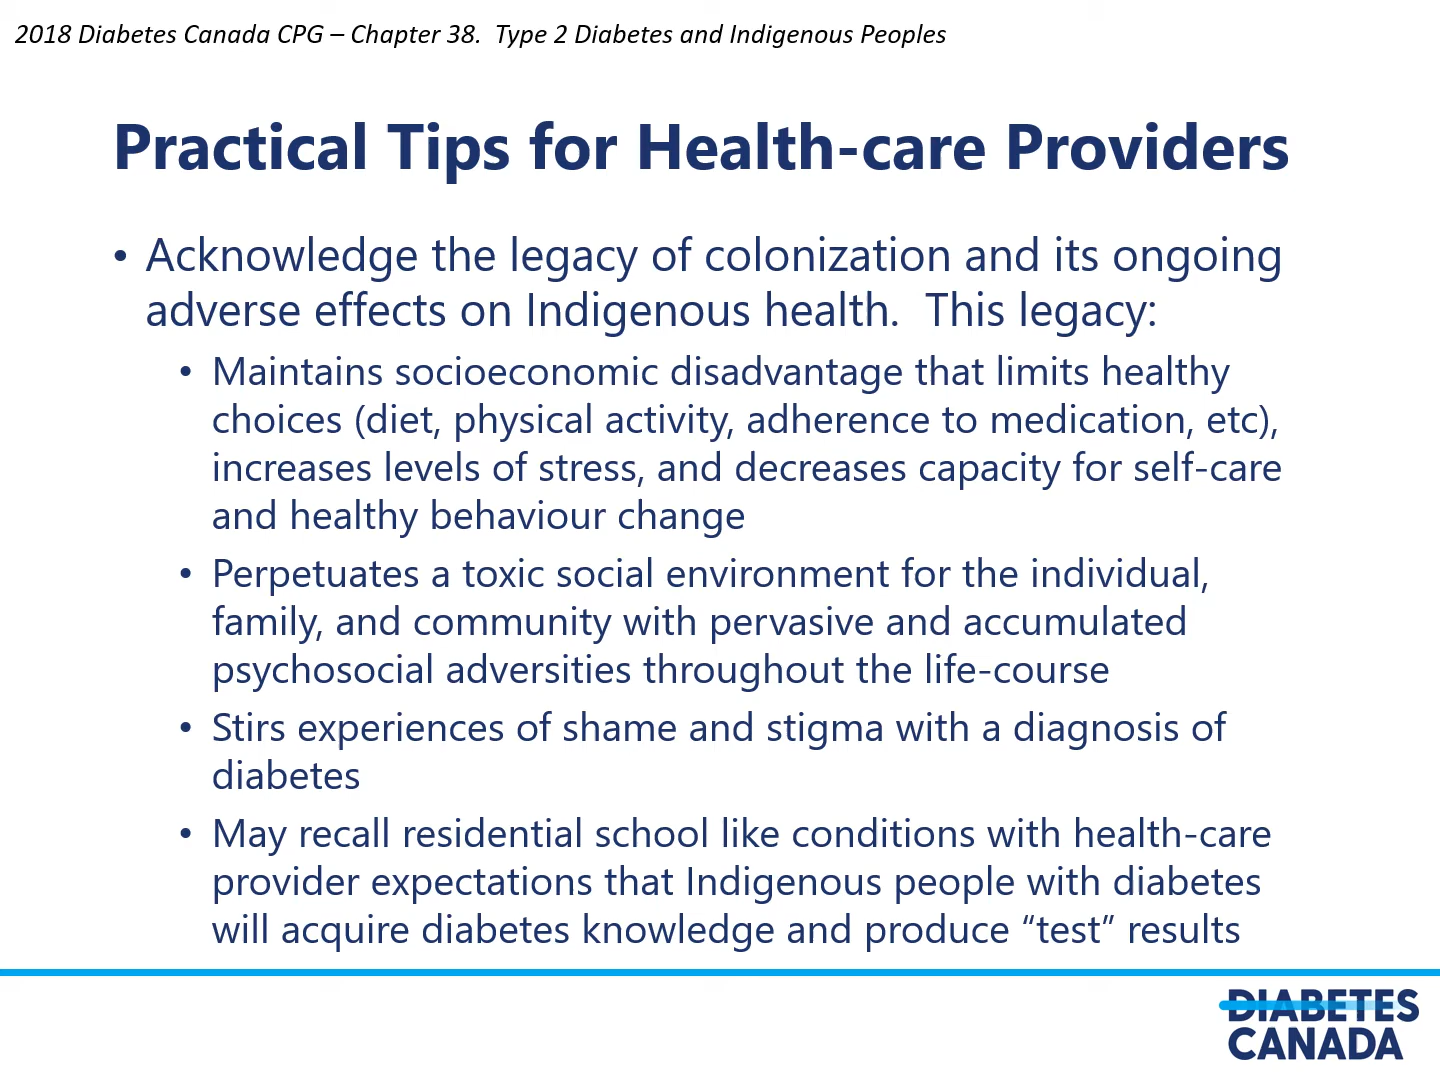 2018 Diabetes Canada CPG – Chapter 38.  Type 2 Diabetes and Indigenous Peoples
Practical Tips for Health-care Providers
• Acknowledge the legacy of colonization and its ongoing
adverse effects on Indigenous health.  This legacy:
• Maintains socioeconomic disadvantage that limits healthy
choices (diet, physical activity, adherence to medication, etc),
increases levels of stress, and decreases capacity for self-care
and healthy behaviour change
• Perpetuates a toxic social environment for the individual,
family, and community with pervasive and accumulated
psychosocial adversities throughout the life-course
• Stirs experiences of shame and stigma with a diagnosis of
diabetes
• May recall residential school like conditions with health-care
provider expectations that Indigenous people with diabetes
will acquire diabetes knowledge and produce “test” results
DIABETES
CANADA